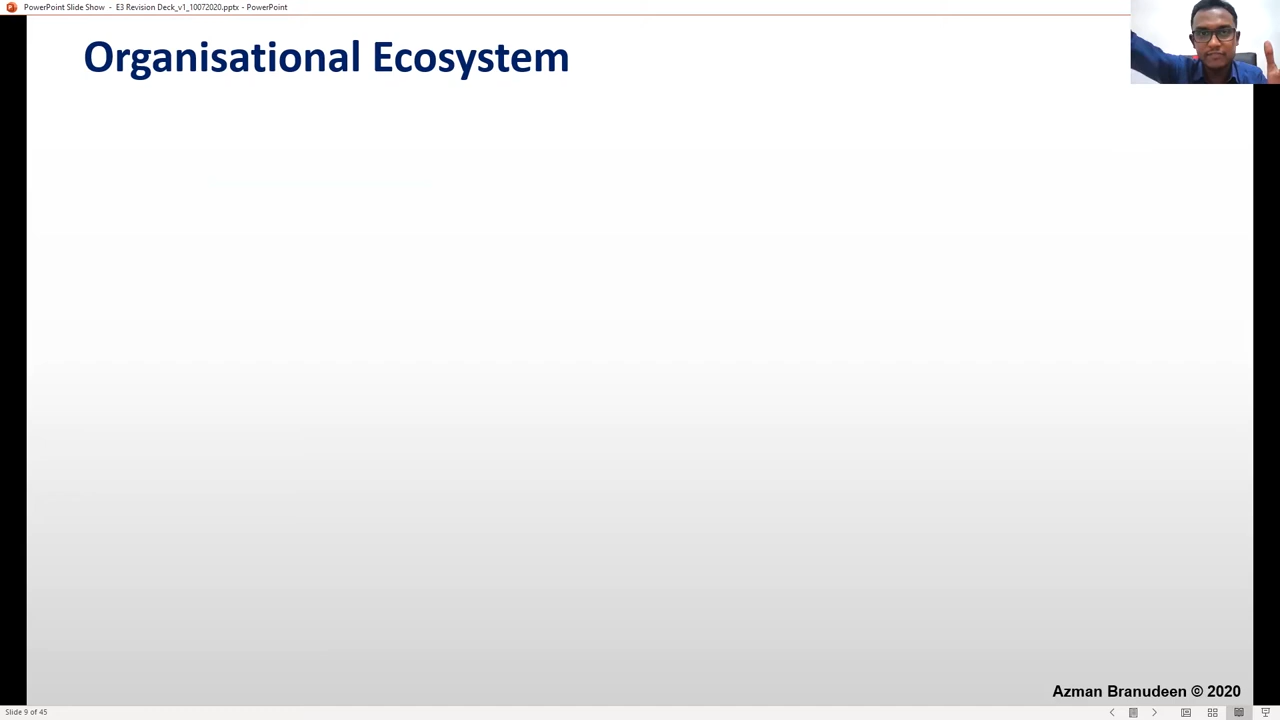 PowerPoint Slide Show - E3 Revision Deck_v1_10072020.pptx - PowerPoint
Organisational Ecosystem
Azman Branudeen © 2020
Slide 9 of 45